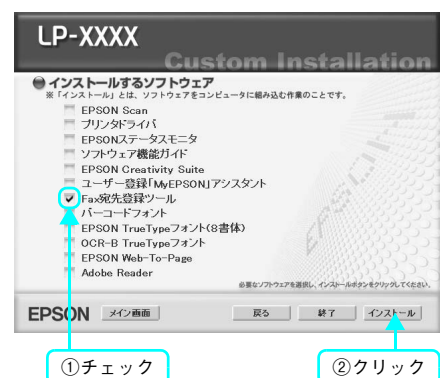 LP-XXXX
Custom Installation
インストールするソフトウェア
※「インストール」とは、ソフトウェアをコンピュータに組み込む作業のことです。
EPSON Scan
プリンタドライバ
EPSONステータスモニタ
ソフトウェア機能ガイド
EPSON Creativity Suite
ユーザー登録「MyEPSON」アシスタント
Fax宛先登録ツール
バーコードフォント
EPSON TrueTypeフォント(8書体)
OCR-B TrueTypeフォント
EPSON Web-To-Page
Adobe Reader
EPSON
必要なソフトウェアを選択し、インストールボタンをクリックしてください。
EPSON メイン画面 戻る 終了 インストール
①チェック ②クリック